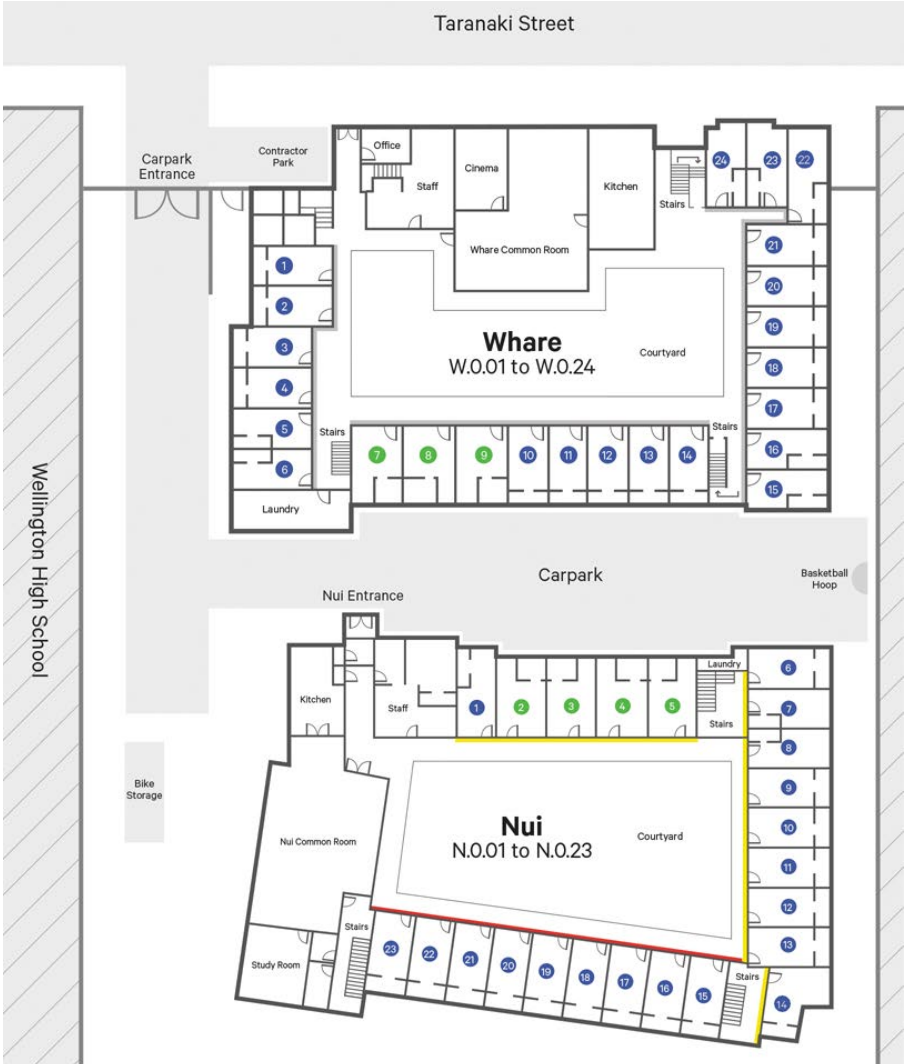 Taranaki Street
Carpark
Entrance
Contractor
Park
Office
Staff
Cinema
Kitchen
Stairs
24
23
22
Whare Common Room
1
2
3
4
5
6
21
20
19
18
17
16
15
Whare
W.0.01 to W.0.24
Courtyard
Stairs
7
8
9
10
11
12
13
14
Stairs
Laundry
Wellington High School
Carpark
Basketball
Hoop
Nui Entrance
Kitchen
Staff
1
2
3
4
5
Laundry
Stairs
6
7
8
9
10
11
12
13
14
Bike
Storage
Nui Common Room
Nui
N.0.01 to N.0.23
Courtyard
Study Room
Stairs
23
22
21
20
19
18
17
16
15
Stairs